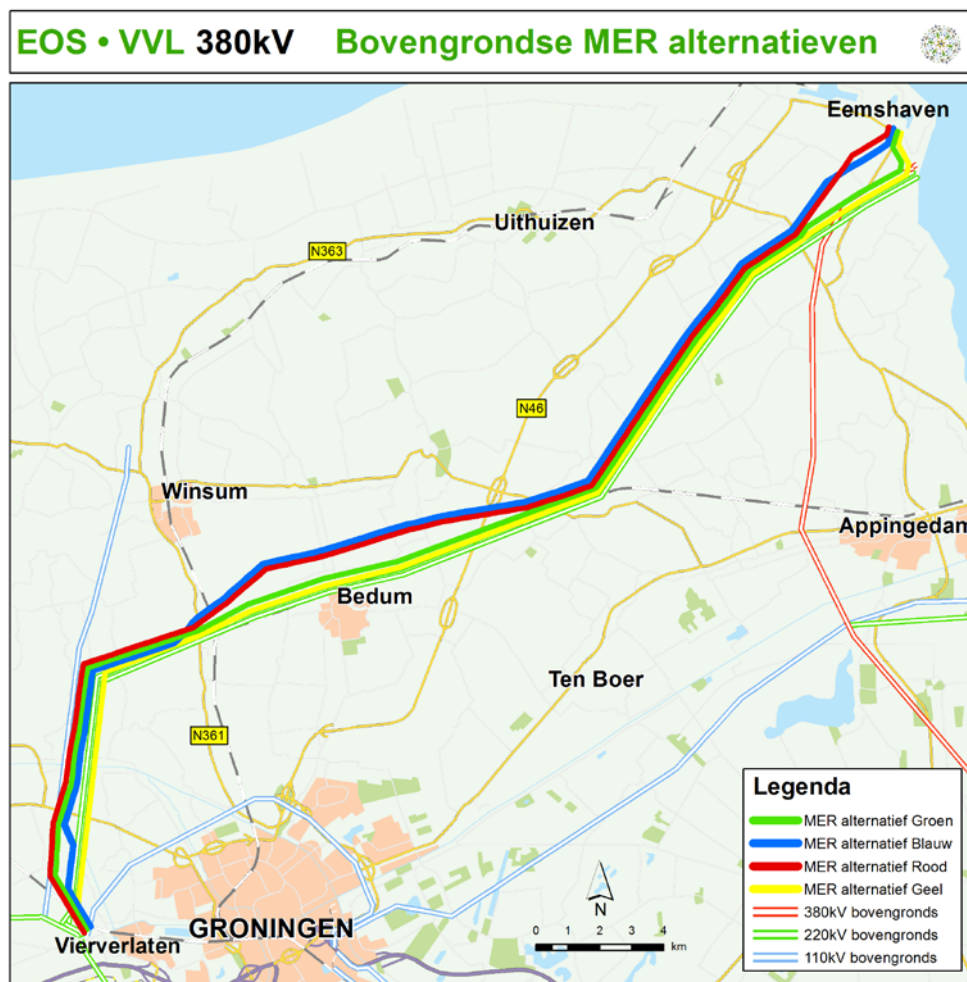 EOS • VVL 380kV Bovengrondse MER alternatieven
Eemshaven
Uithuizen
N363
N46
Winsum
Appingedam
Bedum
Ten Boer
N361
GRONINGEN
Vierverlaten
N
0 1 2 3 4
km
Legenda
MER alternatief Groen
MER alternatief Blauw
MER alternatief Rood
MER alternatief Geel
380kV bovengronds
220kV bovengronds
110kV bovengronds